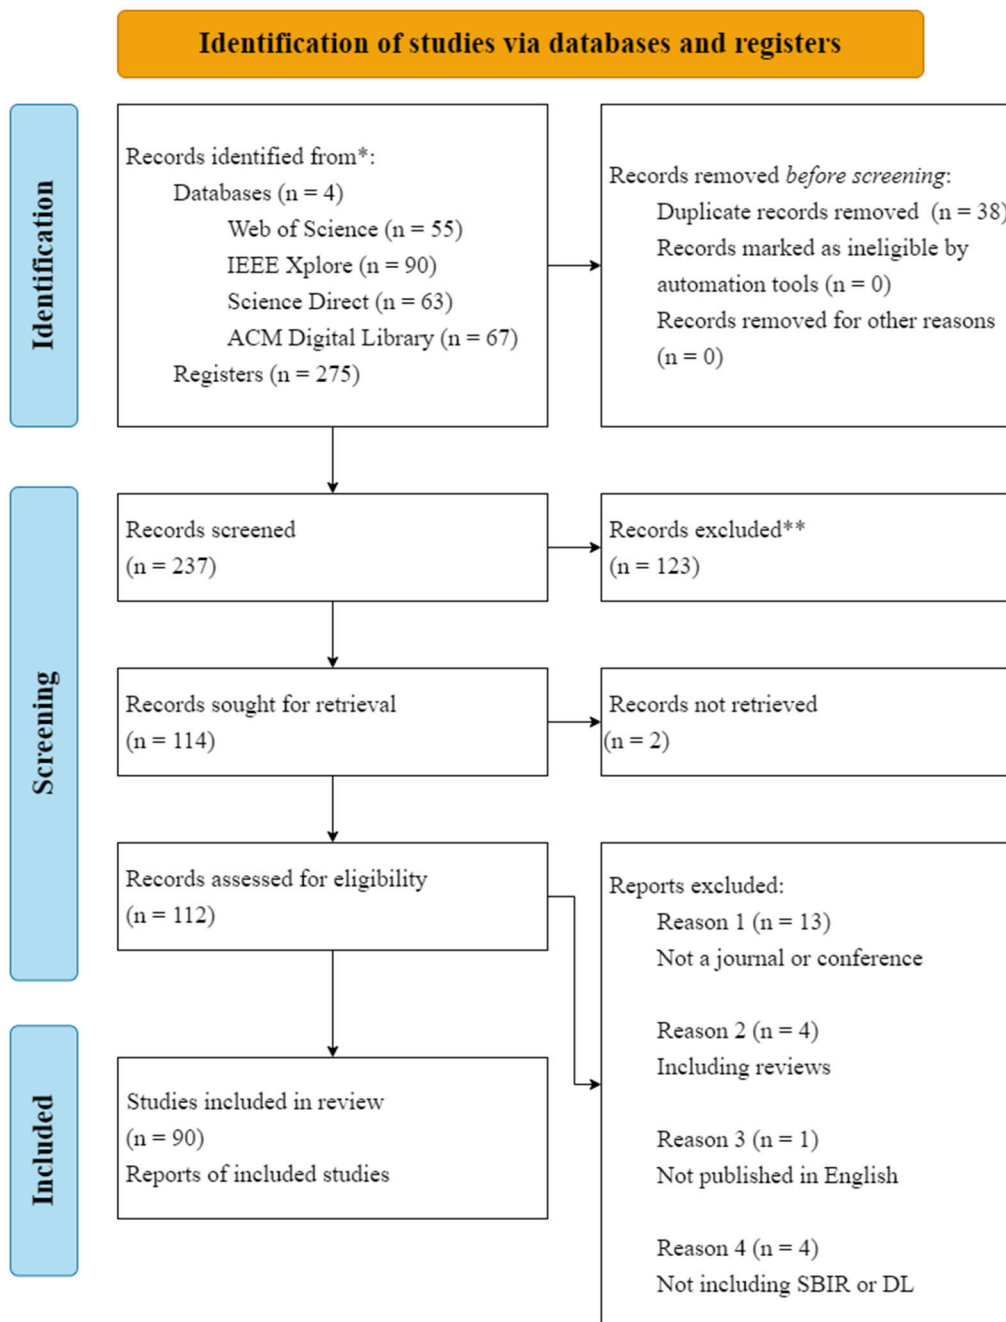 Identification of studies via databases and registers
Identification
Records identified from*:
Databases (n = 4)
Web of Science (n = 55)
IEEE Xplore (n = 90)
Science Direct (n = 63)
ACM Digital Library (n = 67)
Registers (n = 275)
Records removed before screening:
Duplicate records removed (n = 38)
Records marked as ineligible by
automation tools (n = 0)
Records removed for other reasons
(n = 0)
Screening
Records screened
(n = 237)
Records excluded**
(n = 123)
Records sought for retrieval
(n = 114)
Records not retrieved
(n = 2)
Records assessed for eligibility
(n = 112)
Reports excluded:
Reason 1 (n = 13)
Not a journal or conference
Reason 2 (n = 4)
Including reviews
Reason 3 (n = 1)
Not published in English
Reason 4 (n = 4)
Not including SBIR or DL
Included
Studies included in review
(n = 90)
Reports of included studies